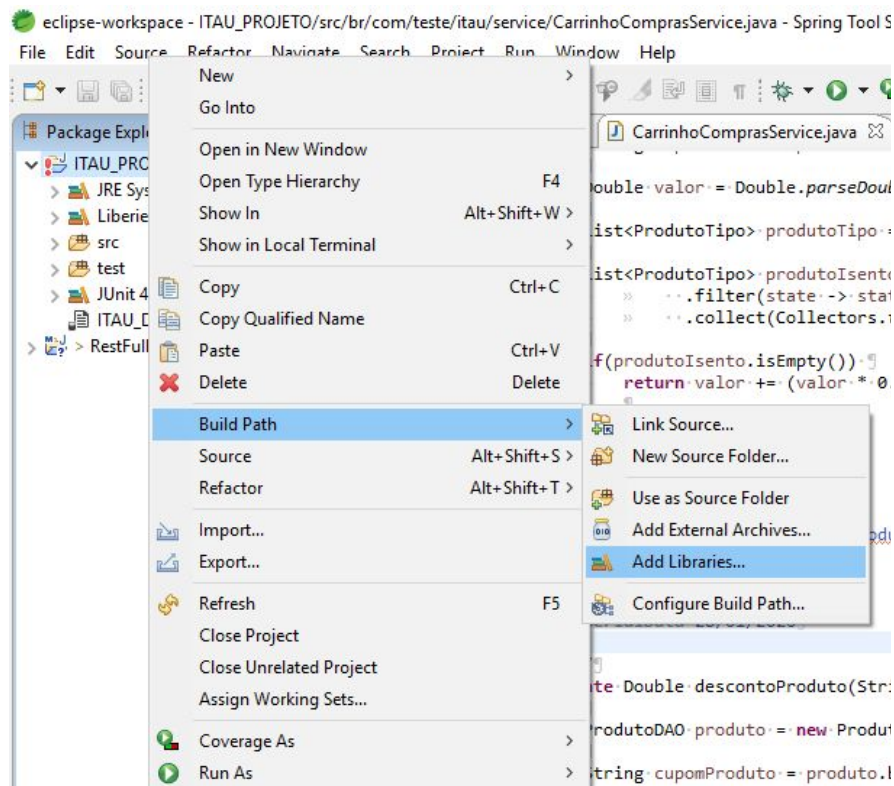 eclipse-workspace - ITAU_PROJETO/src/br/com/teste/itau/service/CarrinhoComprasService.java - Spring Tool S
File Edit Source Refactor Navigate Search Project Run Window Help
Package Expl
CarrinhoComprasService.java
ITAU_PRO
JRE Sys
Liberie
src
test
JUnit 4
ITAU_D
> RestFull
New
Go Into
Open in New Window
Open Type Hierarchy F4
Show In Alt+Shift+W >
Show in Local Terminal
Copy Ctrl+C
Copy Qualified Name
Paste Ctrl+V
Delete Delete
Build Path
Source Alt+Shift+S >
Refactor Alt+Shift+T >
Import...
Export...
Refresh F5
Close Project
Close Unrelated Project
Assign Working Sets...
Coverage As
Run As
Link Source...
New Source Folder...
Use as Source Folder
Add External Archives...
Add Libraries...
Configure Build Path...
ouble valor = Double.parseDoub
ist<ProdutoTipo> produtoTipo =
ist<ProdutoTipo> produtoIsento
.filter(state -> stat
.collect(Collectors.
f(produtoIsento.isEmpty()) ¶
return valor += (valor * 0.
te Double descontoProduto(Stri
rodutoDAO produto = new Produt
tring cupomProduto = produto.b